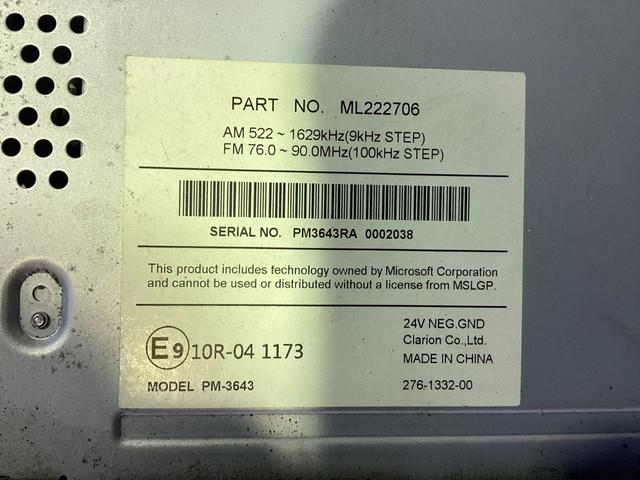 PART NO. ML222706
AM 522 ~ 1629kHz(9kHz STEP)
FM 76.0 ~ 90.0MHz(100kHz STEP)
SERIAL NO. PM3643RA 0002038
This product includes technology owned by Microsoft Corporation
and cannot be used or distributed without a license from MSLGP.
E9 10R-04 1173
MODEL PM-3643
24V NEG.GND
Clarion Co.,Ltd.
MADE IN CHINA
276-1332-00